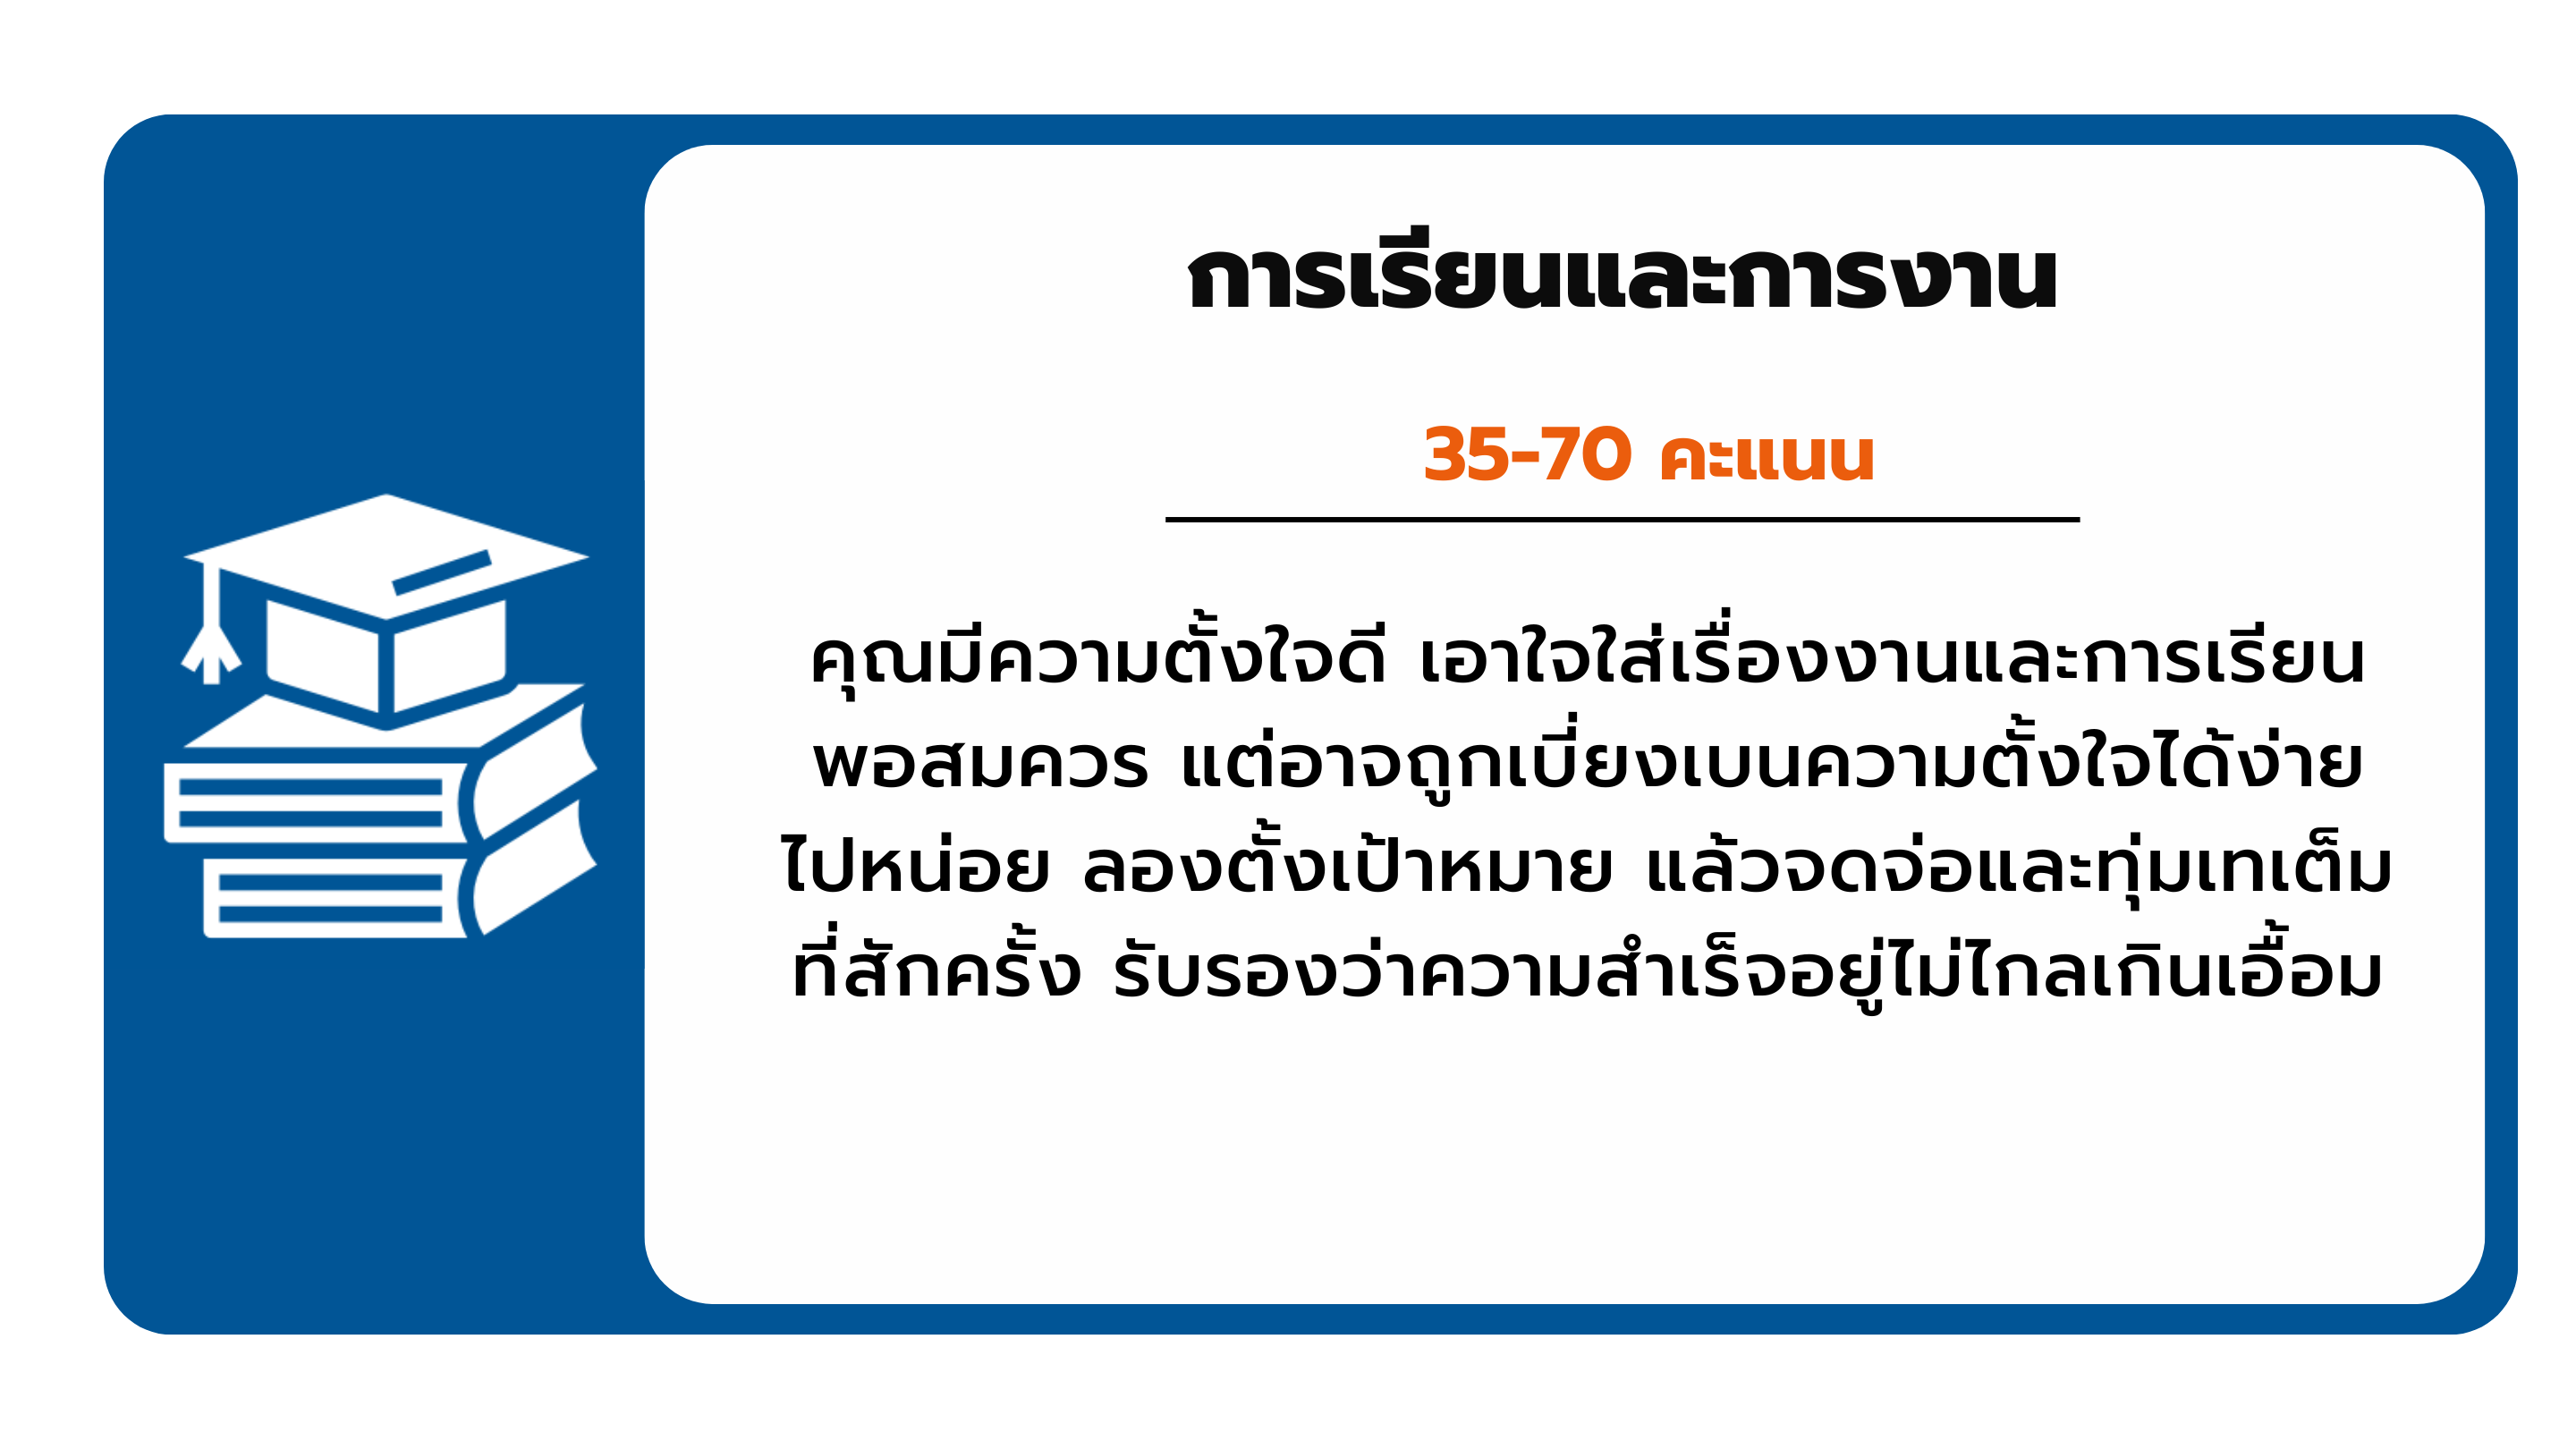 การเรียนและการงาน
35-70 คะแนน
คุณมีความตั้งใจดี เอาใจใส่เรื่องงานและการเรียน
พอสมควร แต่อาจถูกเบี่ยงเบนความตั้งใจได้ง่าย
ไปหน่อย ลองตั้งเป้าหมาย แล้วจดจ่อและทุ่มเทเต็ม
ที่สักครั้ง รับรองว่าความสำเร็จอยู่ไม่ไกลเกินเอื้อม